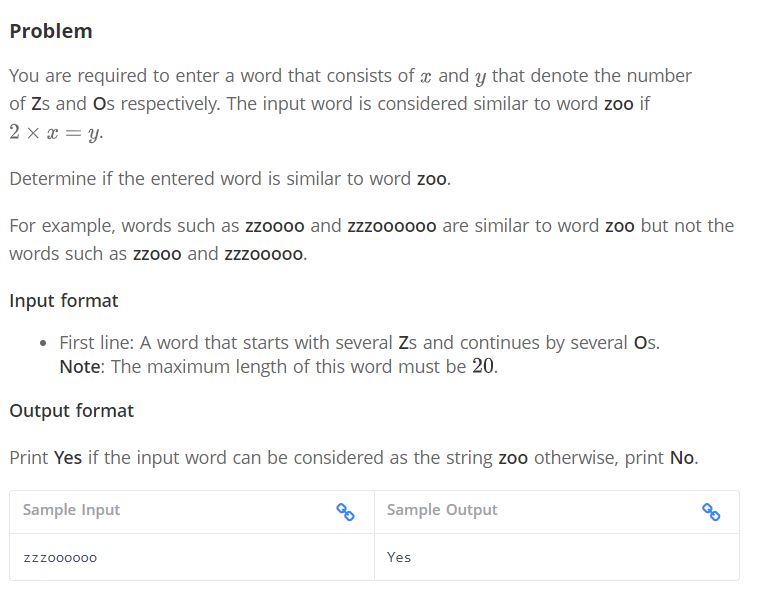 Problem
You are required to enter a word that consists of x and y that denote the number
of Zs and Os respectively. The input word is considered similar to word zoo if
2 × x = y.
Determine if the entered word is similar to word zoo.
For example, words such as zzoooo and zzzoooooo are similar to word zoo but not the
words such as zzooo and zzzooooo.
Input format
• First line: A word that starts with several Zs and continues by several Os.
Note: The maximum length of this word must be 20.
Output format
Print Yes if the input word can be considered as the string zoo otherwise, print No.
Sample Input
Sample Output
zzzoooooo
Yes